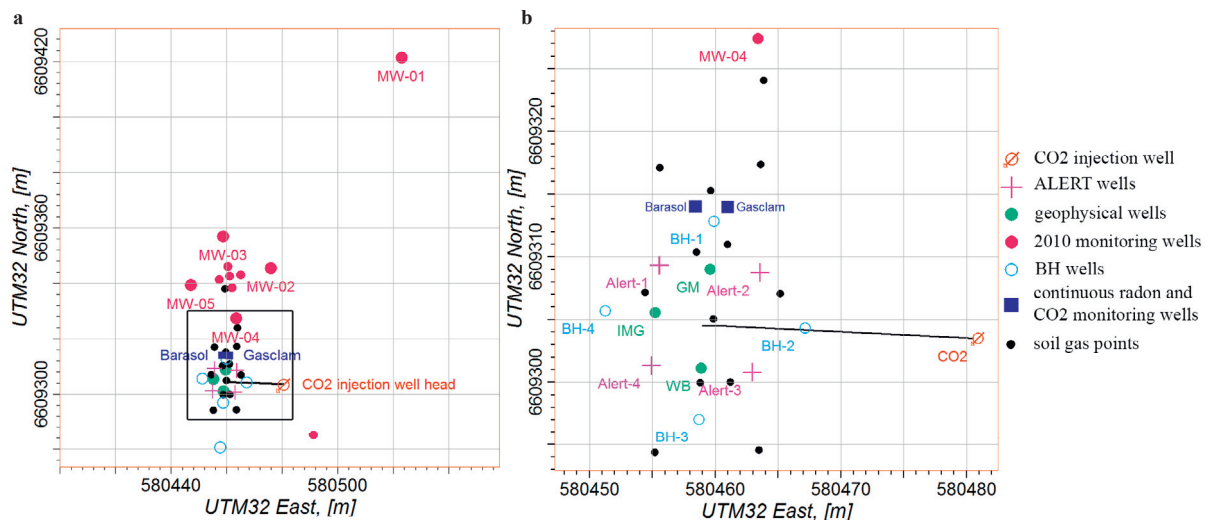 a
6609420
6609360
6609300
UTM32 North, [m]
MW-01
MW-03
MW-02
MW-05
MW-04
Barasol
Gasclam
CO2 injection well head
580440
580500
UTM32 East, [m]
b
6609320
6609310
6609300
UTM32 North, [m]
MW-04
Barasol
Gasclam
BH-1
Alert-1
GM
Alert-2
BH-4
IMG
BH-2
CO2
Alert-4
WB
Alert-3
BH-3
580450
580460
580470
580480
UTM32 East, [m]
CO2 injection well
ALERT wells
geophysical wells
2010 monitoring wells
BH wells
continuous radon and
CO2 monitoring wells
soil gas points